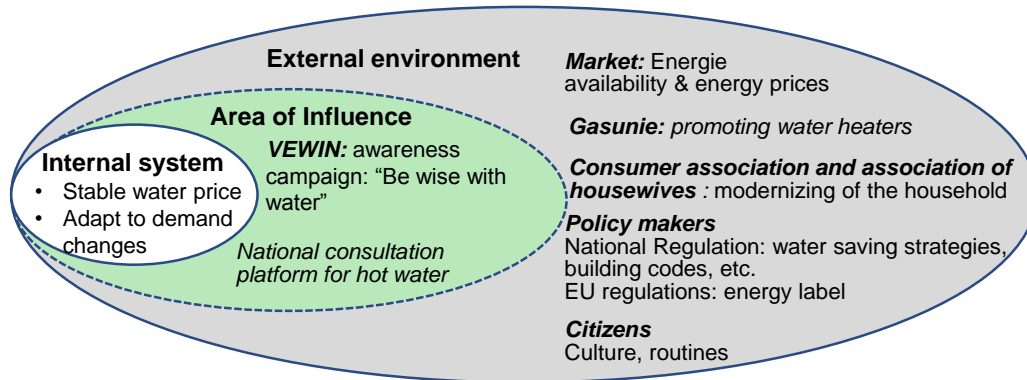 External environment
Area of Influence
VEWIN: awareness
campaign: “Be wise with
water”
National consultation
platform for hot water
Internal system
• Stable water price
• Adapt to demand
changes
Market: Energie
availability & energy prices
Gasunie: promoting water heaters
Consumer association and association of
housewives : modernizing of the household
Policy makers
National Regulation: water saving strategies,
building codes, etc.
EU regulations: energy label
Citizens
Culture, routines